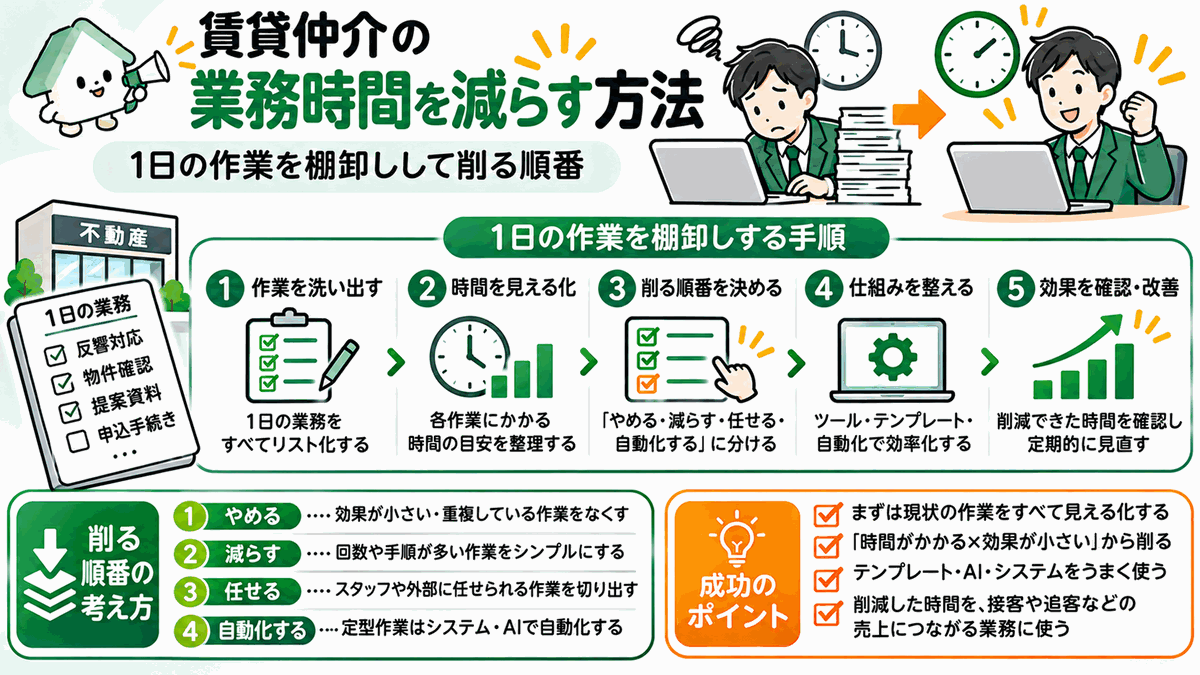 賃貸仲介の
業務時間を減らす方法
1日の作業を棚卸しして削る順番
不動産
1日の業務
反響対応
物件確認
提案資料
申込手続き
...
1日の作業を棚卸しする手順
1 作業を洗い出す
1日の業務を
すべてリスト化する
2 時間を見える化
各作業にかかる
時間の目安を整理する
3 削る順番を決める
「やめる・減らす・任せる・
自動化する」に分ける
4 仕組みを整える
ツール・テンプレート・
自動化で効率化する
5 効果を確認・改善
削減できた時間を確認し
定期的に見直す
削る
順番の
考え方
1 やめる ････ 効果が小さい・重複している作業をなくす
2 減らす ････ 回数や手順が多い作業をシンプルにする
3 任せる ････ スタッフや外部に任せられる作業を切り出す
4 自動化する ････ 定型作業はシステム・AIで自動化する
成功の
ポイント
まずは現状の作業をすべて見える化する
「時間がかかる×効果が小さい」から削る
テンプレート・AI・システムをうまく使う
削減した時間を、接客や追客などの
売上につながる業務に使う